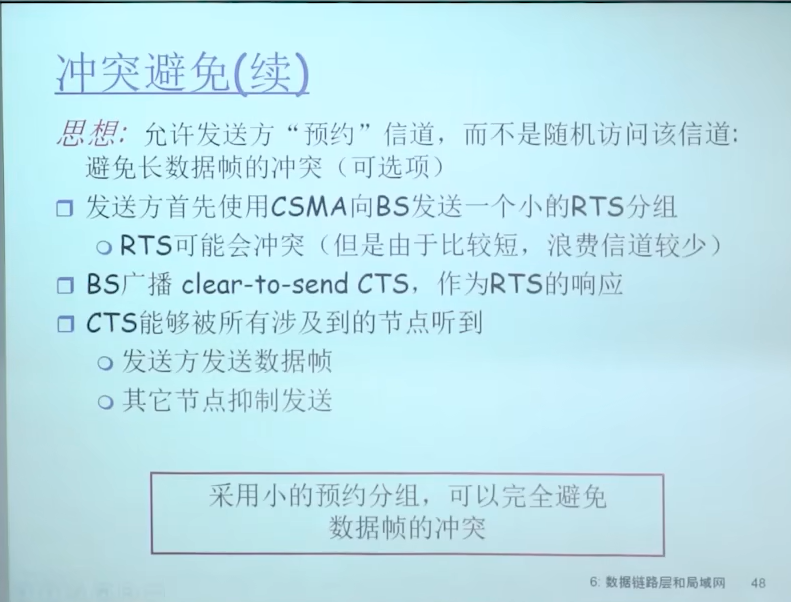 冲突避免(续)
思想: 允许发送方“预约”信道，而不是随机访问该信道:
避免长数据帧的冲突（可选项）
发送方首先使用CSMA向BS发送一个小的RTS分组
RTS可能会冲突（但是由于比较短，浪费信道较少）
BS广播 clear-to-send CTS，作为RTS的响应
CTS能够被所有涉及到的节点听到
发送方发送数据帧
其它节点抑制发送
采用小的预约分组，可以完全避免
数据帧的冲突
6: 数据链路层和局域网 48